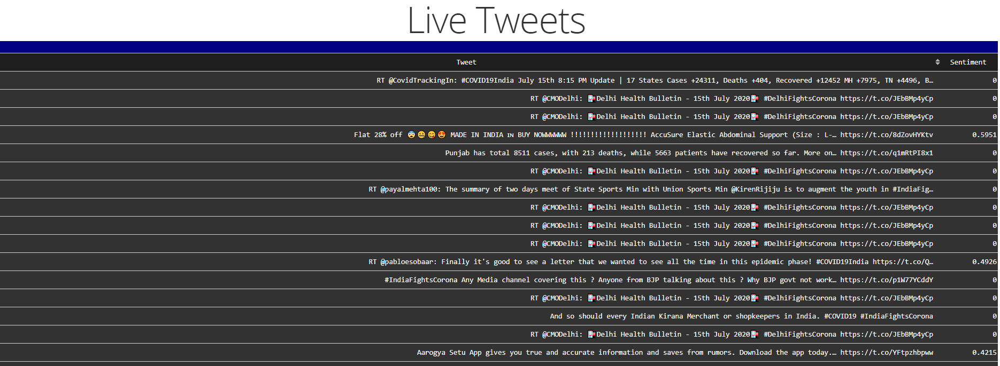 Live Tweets
Tweet Sentiment
RT @CovidTrackingIn: #COVID19India July 15th 8:15 PM Update | 17 States Cases +24311, Deaths +404, Recovered +12452 MH +7975, TN +4496, B… 0
RT @CMODelhi: 🏥Delhi Health Bulletin - 15th July 2020🏥 #DelhiFightsCorona https://t.co/JEbBMp4yCp 0
RT @CMODelhi: 🏥Delhi Health Bulletin - 15th July 2020🏥 #DelhiFightsCorona https://t.co/JEbBMp4yCp 0
Flat 28% off 😨🤐😋😍 MADE IN INDIA ɪɴ BUY NOWWWWWW !!!!!!!!!!!!!!!!!!! AccuSure Elastic Abdominal Support (Size : L-… https://t.co/8dZovHYKtv 0.5951
Punjab has total 8511 cases, with 213 deaths, while 5663 patients have recovered so far. More on… https://t.co/q1mRtPI8x1 0
RT @CMODelhi: 🏥Delhi Health Bulletin - 15th July 2020🏥 #DelhiFightsCorona https://t.co/JEbBMp4yCp 0
RT @payalmehta100: The summary of two days meet of State Sports Min with Union Sports Min @KirenRijiju is to augment the youth in #IndiaFig… 0
RT @CMODelhi: 🏥Delhi Health Bulletin - 15th July 2020🏥 #DelhiFightsCorona https://t.co/JEbBMp4yCp 0
RT @CMODelhi: 🏥Delhi Health Bulletin - 15th July 2020🏥 #DelhiFightsCorona https://t.co/JEbBMp4yCp 0
RT @CMODelhi: 🏥Delhi Health Bulletin - 15th July 2020🏥 #DelhiFightsCorona https://t.co/JEbBMp4yCp 0
RT @pabloesobaar: Finally it's good to see a letter that we wanted to see all the time in this epidemic phase! #COVID19India https://t.co/Q… 0.4926
#IndiaFightsCorona Any Media channel covering this ? Anyone from BJP talking about this ? Why BJP govt not work… https://t.co/p1W77YCddY 0
RT @CMODelhi: 🏥Delhi Health Bulletin - 15th July 2020🏥 #DelhiFightsCorona https://t.co/JEbBMp4yCp 0
And so should every Indian Kirana Merchant or shopkeepers in India. #COVID19 #IndiaFightsCorona 0
RT @CMODelhi: 🏥Delhi Health Bulletin - 15th July 2020🏥 #DelhiFightsCorona https://t.co/JEbBMp4yCp 0
Aarogya Setu App gives you true and accurate information and saves from rumors. Download the app today.… https://t.co/YFtpzhbpww 0.4215